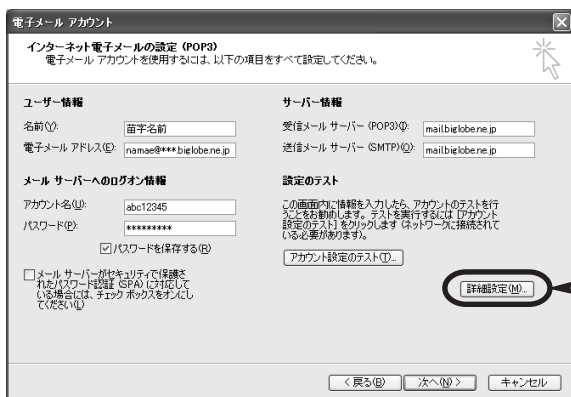 電子メール アカウント
インターネット電子メールの設定 (POP3)
電子メール アカウントを使用するには、以下の項目をすべて設定してください。
ユーザー情報
名前(Y):
苗字名前
電子メール アドレス(E):
namae@***.biglobe.ne.jp
メール サーバーへのログオン情報
アカウント名(U):
abc12345
パスワード(P):
*********
パスワードを保存する(R)
メール サーバーがセキュリティで保護さ
れたパスワード認証 (SPA) に対応して
いる場合には、チェック ボックスをオンにし
てください(L)
サーバー情報
受信メール サーバー (POP3)(I):
mail.biglobe.ne.jp
送信メール サーバー (SMTP)(O):
mail.biglobe.ne.jp
設定のテスト
この画面内に情報を入力したら、アカウントのテストを行
うことをお勧めします。テストを実行するには [アカウント
設定のテスト] をクリックします (ネットワークに接続されて
いる必要があります)。
アカウント設定のテスト(T)...
詳細設定(M)...
< 戻る(B)
次へ(N) >
キャンセル